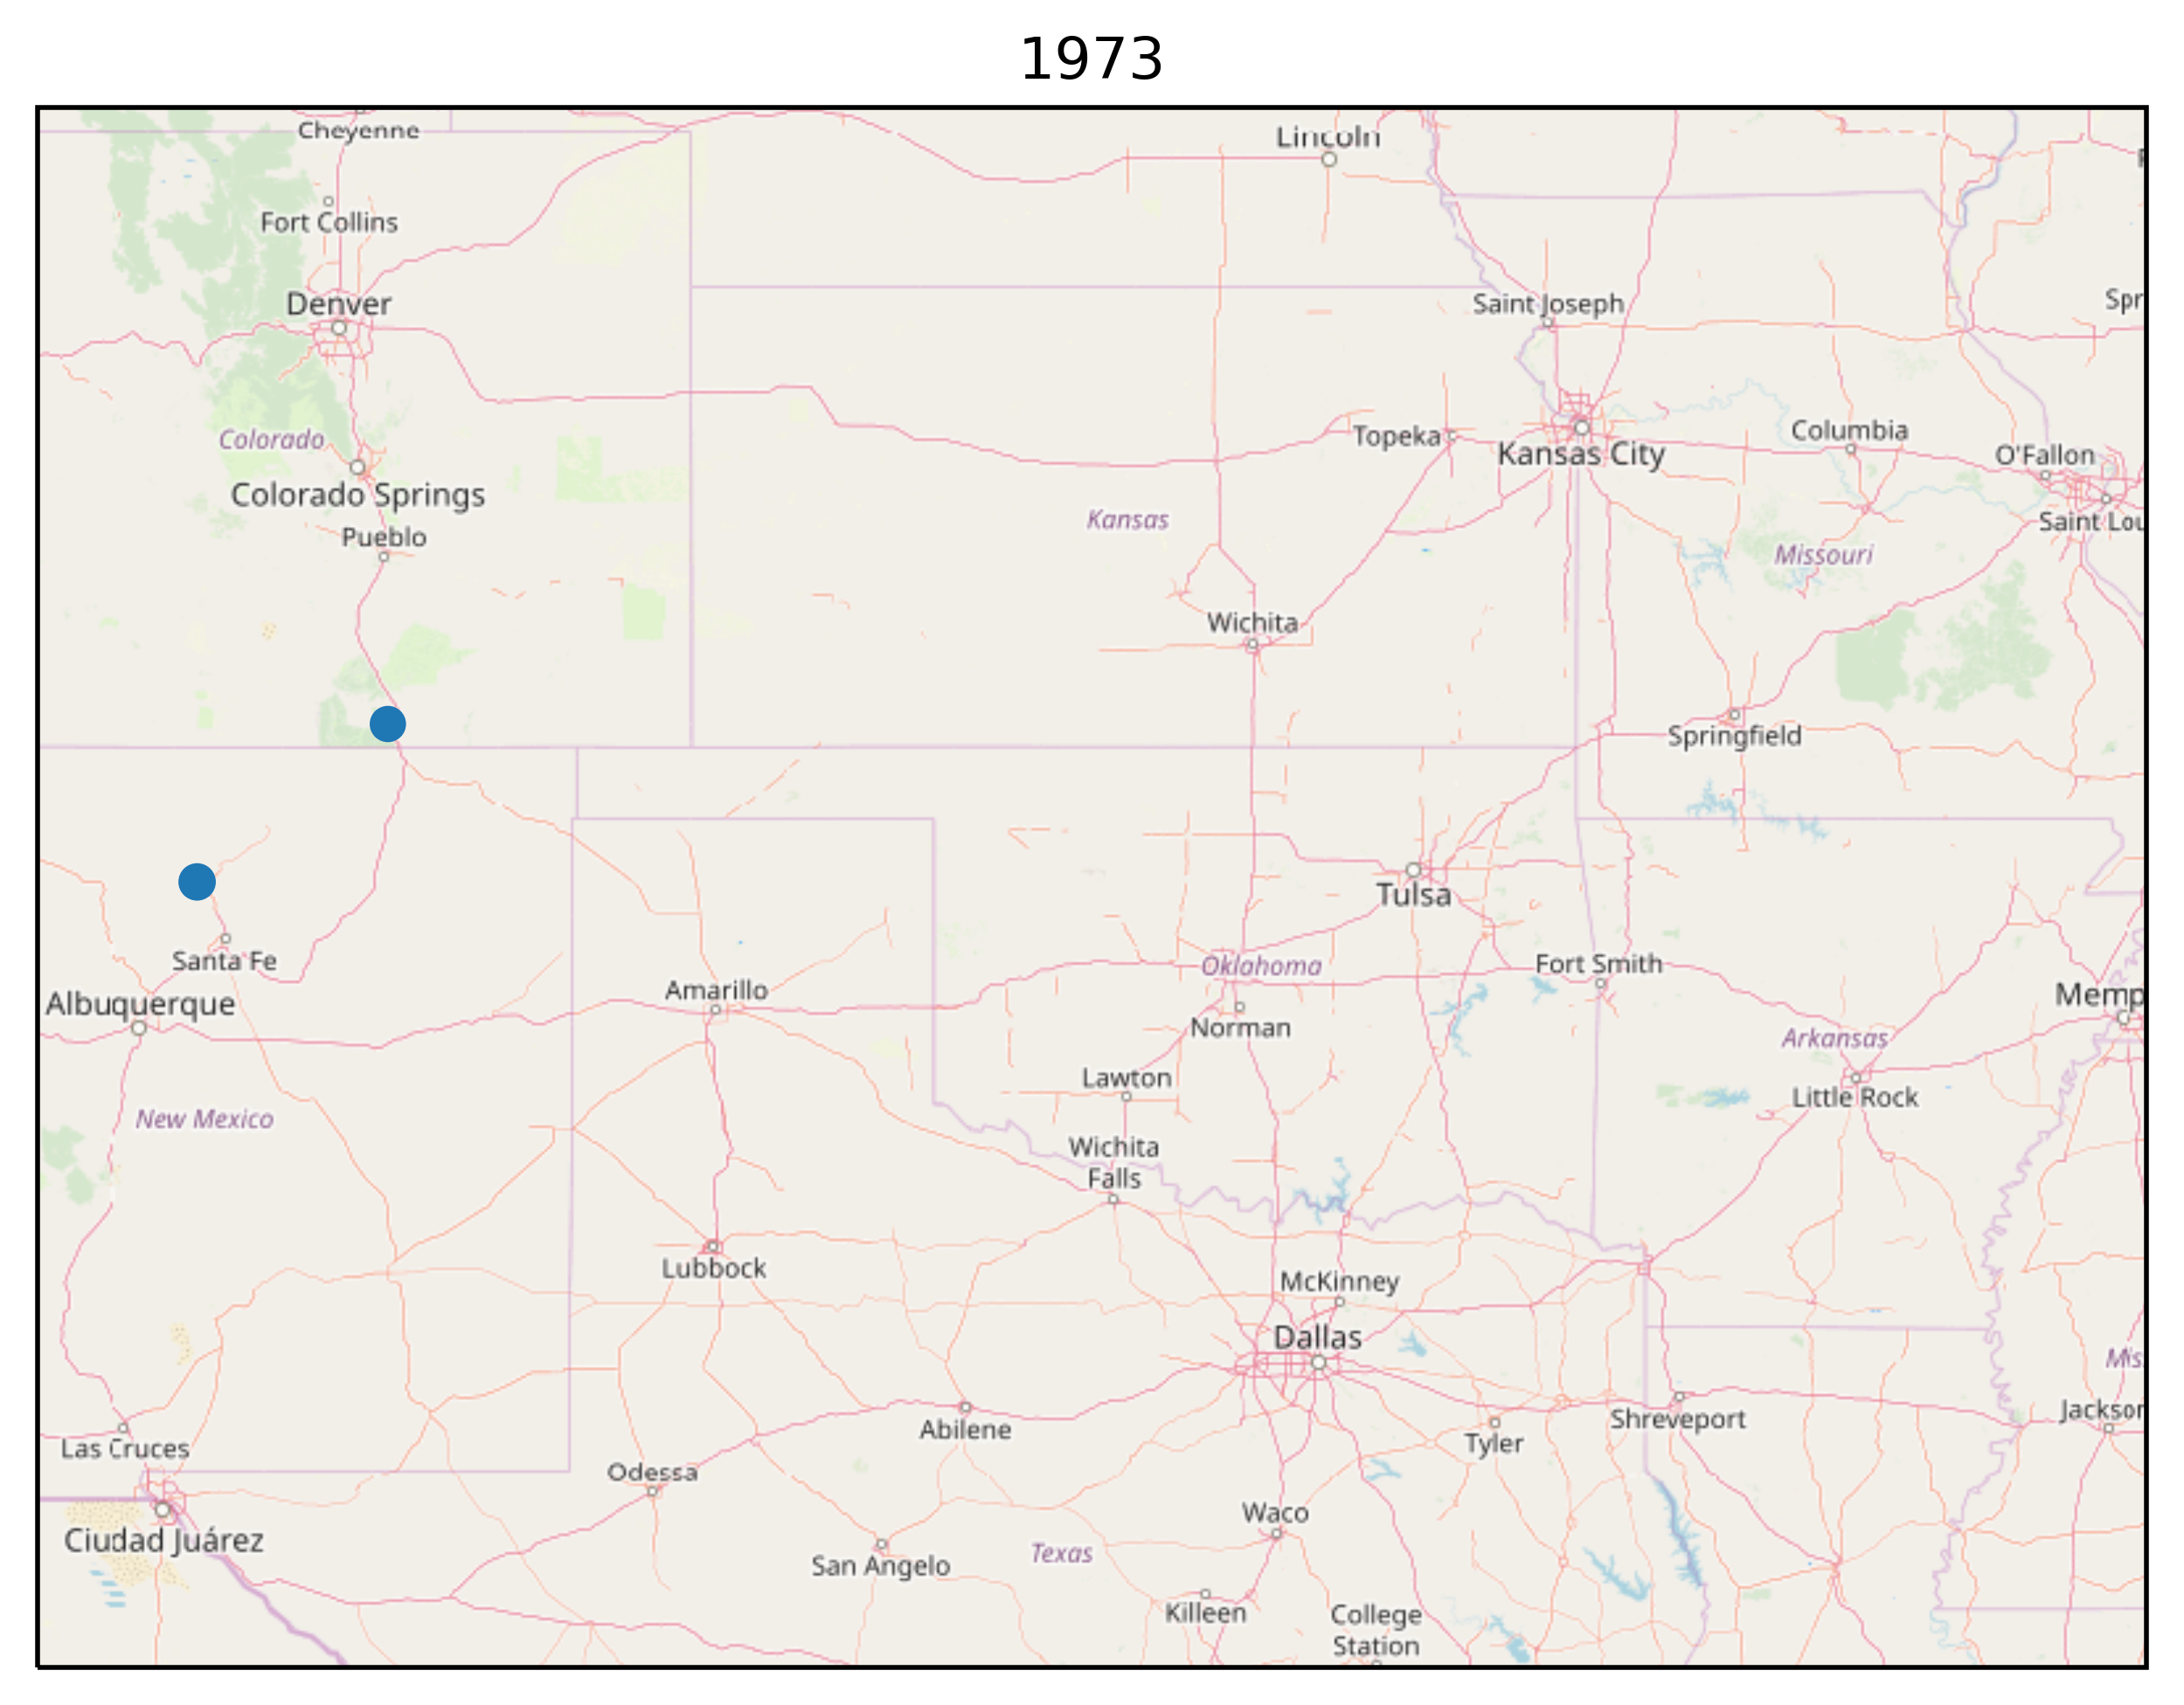 1973
Cheyenne
Lincoln
Fort Collins
Denver
Saint Joseph
Spr
Colorado
Topeka
Kansas City
Columbia
O'Fallon
Colorado Springs
Pueblo
Kansas
Saint Lou
Missouri
Wichita
Springfield
Tulsa
Santa Fe
Oklahoma
Fort Smith
Albuquerque
Amarillo
Memp
Norman
Arkansas
Lawton
Little Rock
New Mexico
Wichita
Falls
Lubbock
McKinney
Dallas
Mis
Abilene
Shreveport
Jackson
Las Cruces
Tyler
Odessa
Waco
Ciudad Juárez
San Angelo
Texas
Killeen
College
Station